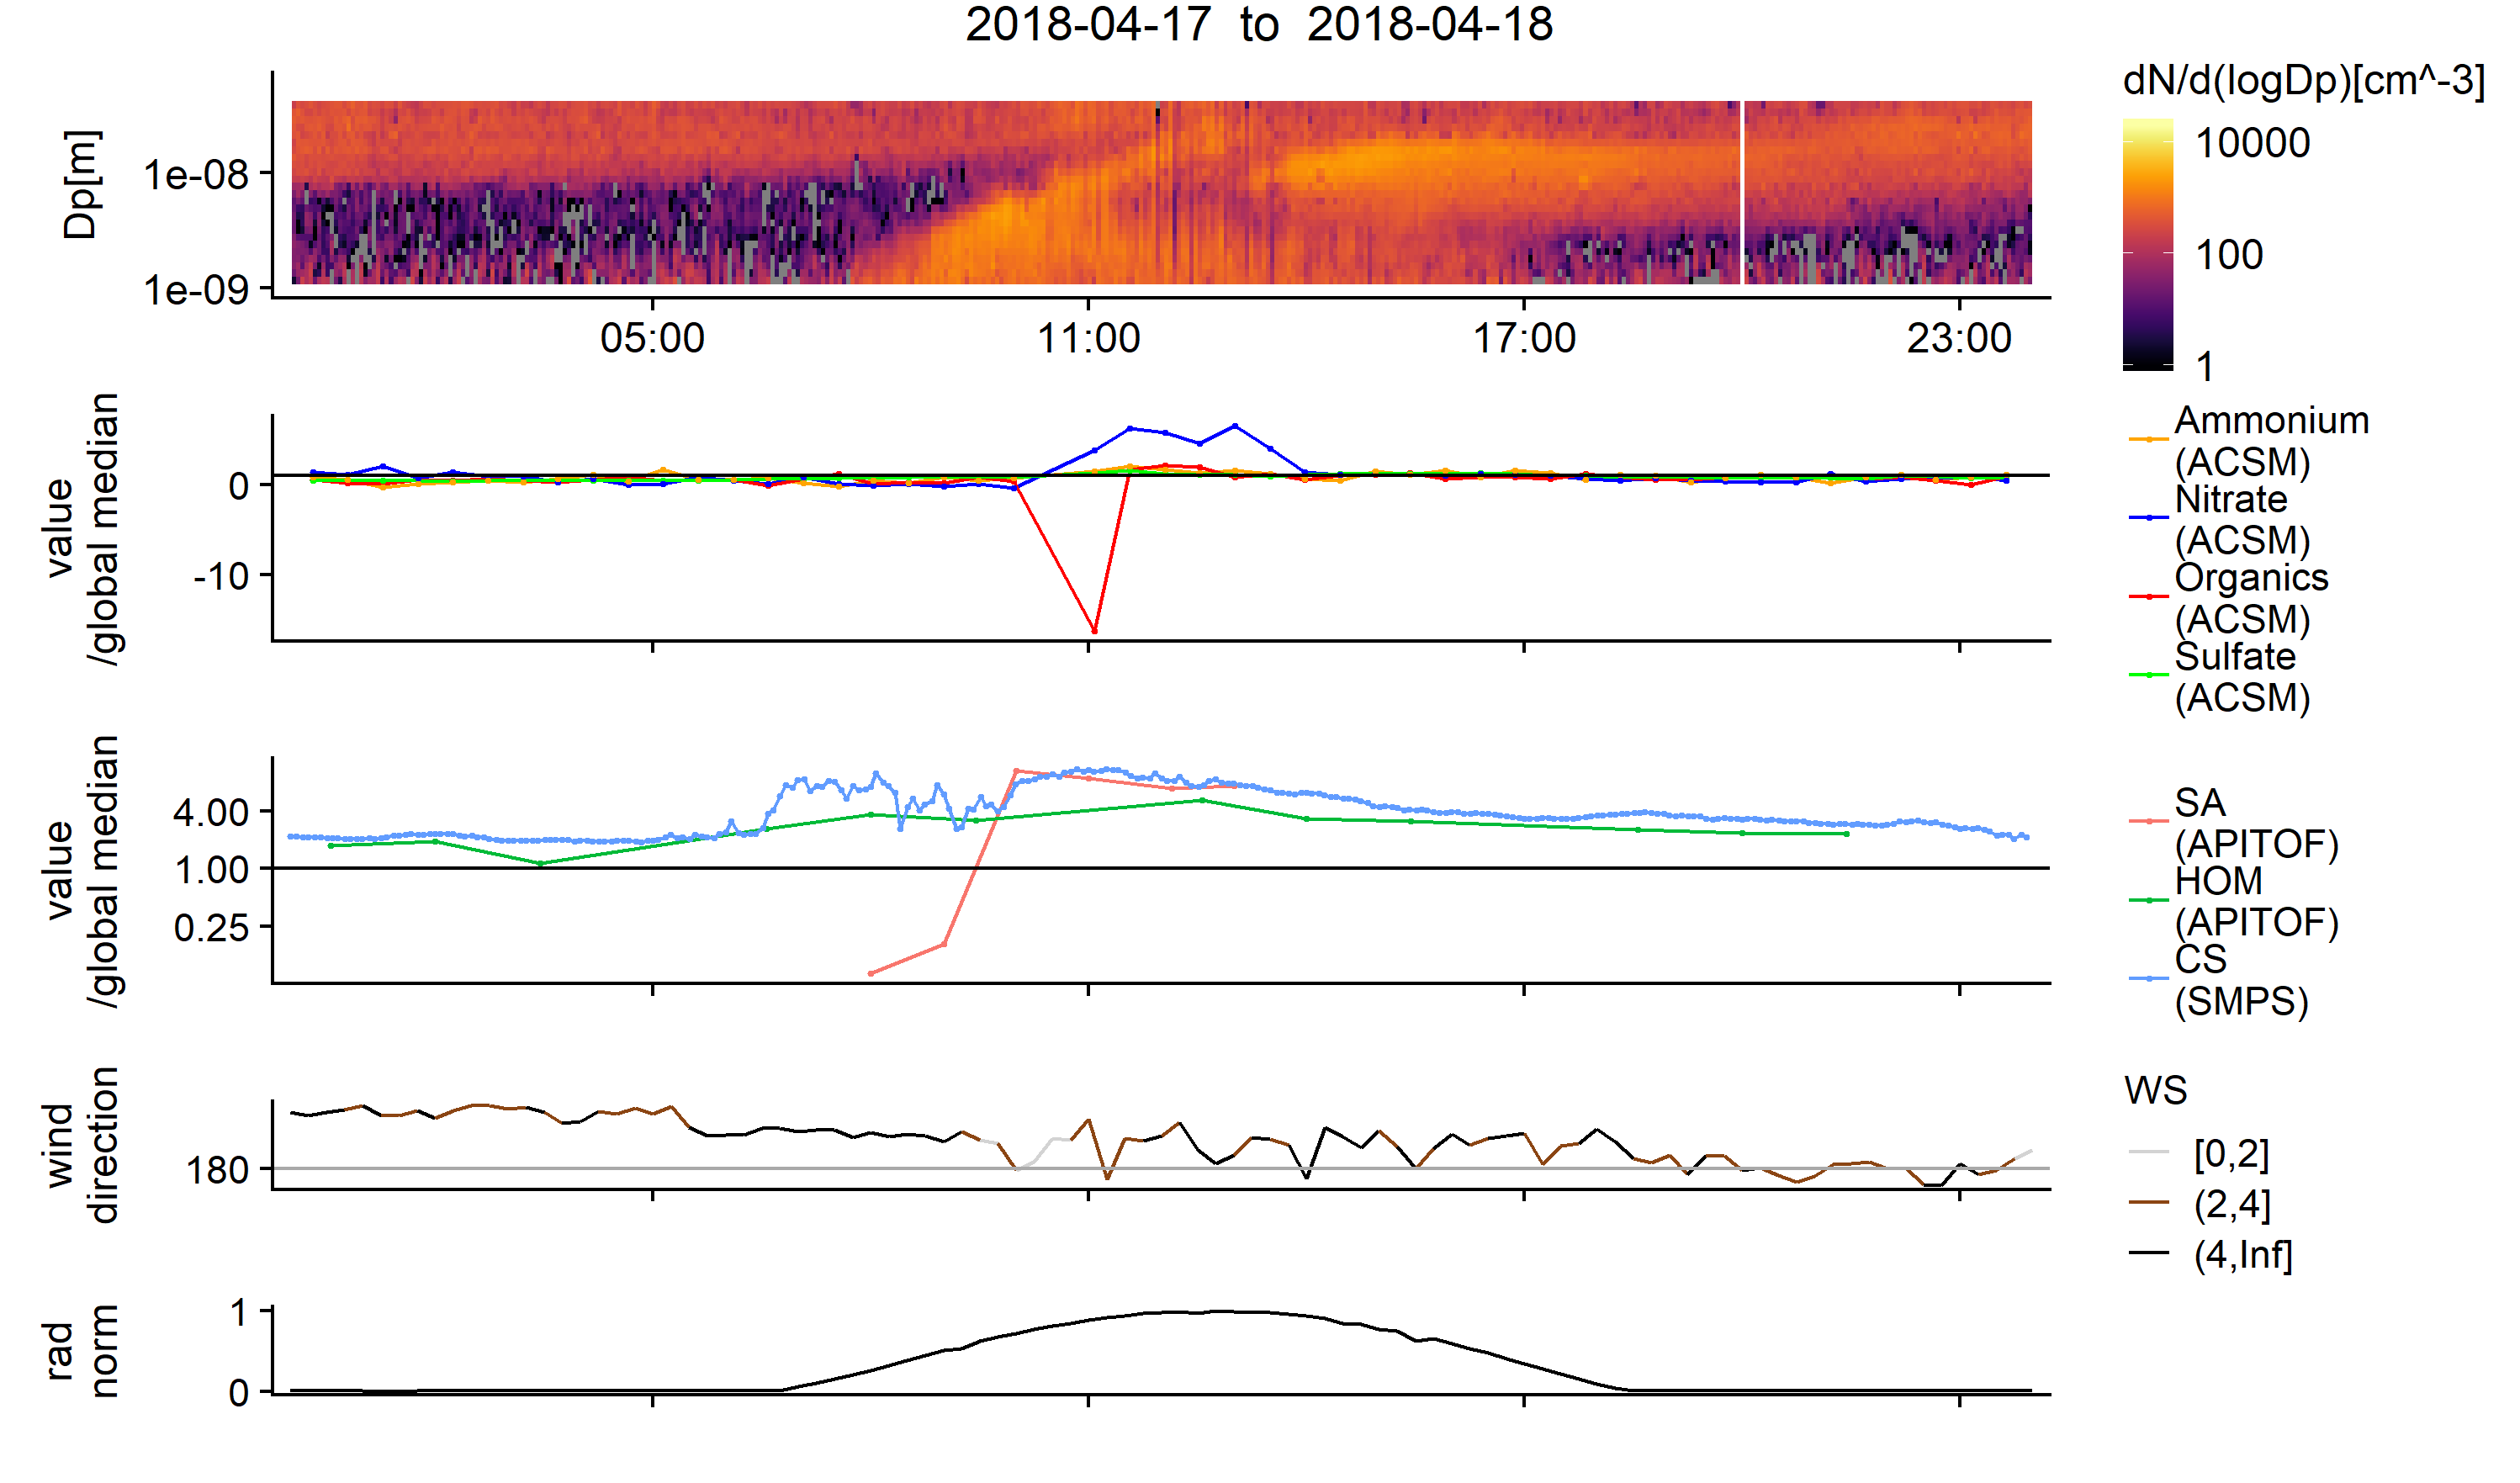 2018-04-17 to 2018-04-18
Dp[m]
1e-08
1e-09
05:00
11:00
17:00
23:00
dN/d(logDp)[cm^-3]
10000
100
1
value
/global median
0
-10
Ammonium
(ACSM)
Nitrate
(ACSM)
Organics
(ACSM)
Sulfate
(ACSM)
value
/global median
4.00
1.00
0.25
SA
(APITOF)
HOM
(APITOF)
CS
(SMPS)
wind
direction
180
WS
[0,2]
(2,4]
(4,Inf]
rad
norm
1
0